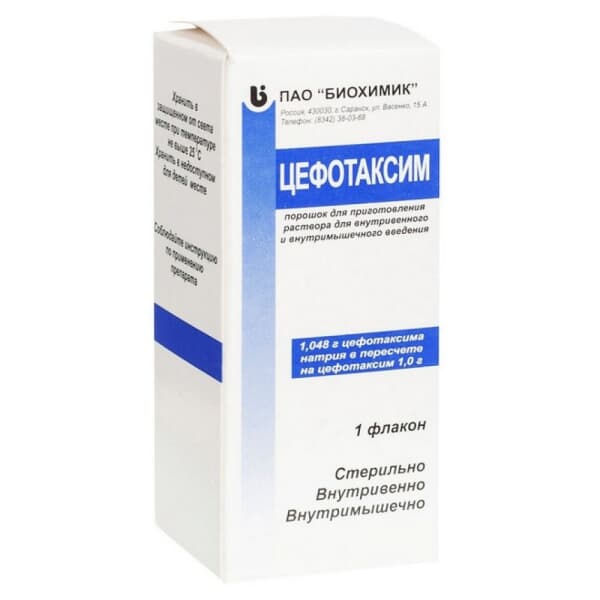 Хранить в
защищенном от света
месте при температуре
не выше 25 °С
Хранить в недоступном
для детей месте
Соблюдайте инструкцию
по применению
препарата
ПАО "БИОХИМИК"
Россия, 430030, г. Саранск, ул. Васенко, 15 А
Телефон: (8342) 38-03-68
ЦЕФОТАКСИМ
порошок для приготовления
раствора для внутривенного
и внутримышечного введения
1,048 г цефотаксима
натрия в пересчете
на цефотаксим 1,0 г
1 флакон
Стерильно
Внутривенно
Внутримышечно